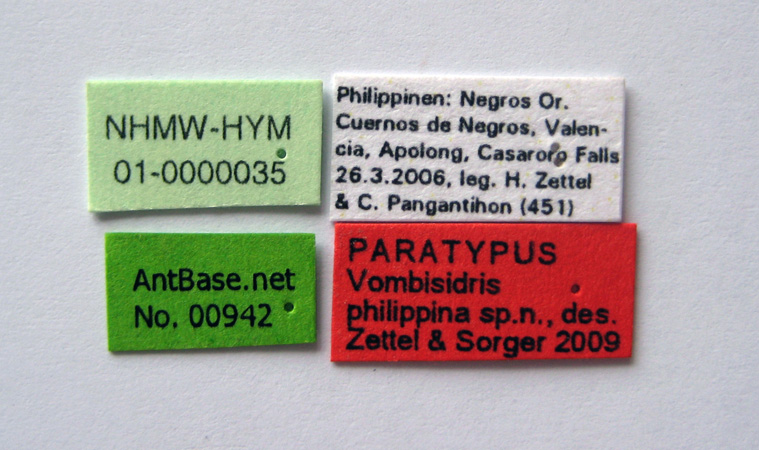 NHMW-HYM
01-0000035
Philippinen: Negros Or.
Cuernos de Negros, Valen-
cia, Apolong, Casaroro Falls
26.3.2006, leg. H. Zettel
& C. Pangantihon (451)
AntBase.net
No. 00942
PARATYPUS
Vombisidris
philippina sp.n., des.
Zettel & Sorger 2009